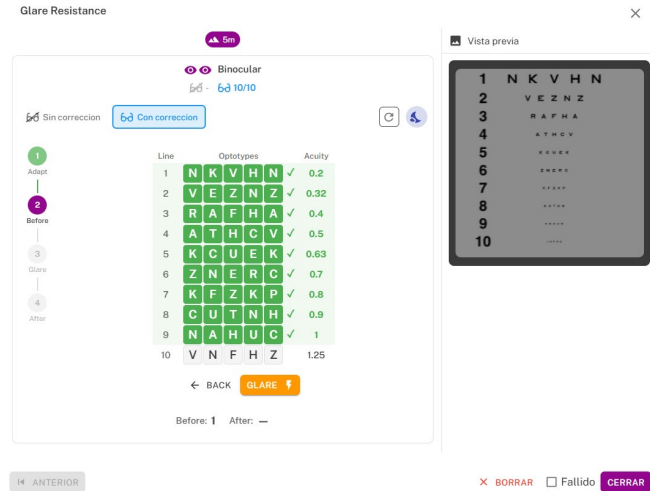 Glare Resistance
5m
Binocular
- 10/10
Sin correccion
Con correccion
1
Adapt
2
Before
3
Glare
4
After
Line Optotypes Acuity
1 N K V H N ✓ 0.2
2 V E Z N Z ✓ 0.32
3 R A F H A ✓ 0.4
4 A T H C V ✓ 0.5
5 K C U E K ✓ 0.63
6 Z N E R C ✓ 0.7
7 K F Z K P ✓ 0.8
8 C U T N H ✓ 0.9
9 N A H U C ✓ 1
10 V N F H Z 1.25
← BACK
GLARE
Before: 1 After: —
Vista previa
1 N K V H N
2 V E Z N Z
3 R A F H A
4 A T H C V
5
6
7
8
9
10
ANTERIOR
× BORRAR
Fallido
CERRAR